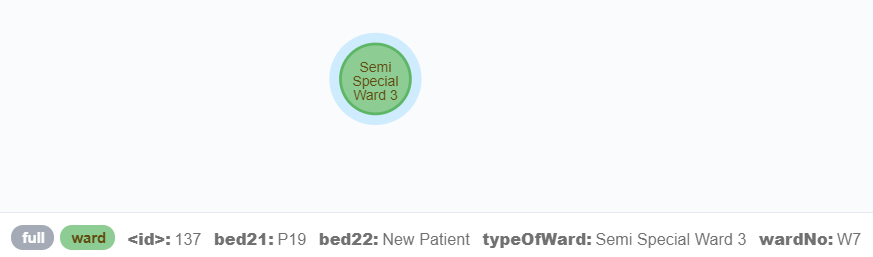 Semi
Special
Ward 3
full ward <id>: 137 bed21: P19 bed22: New Patient typeOfWard: Semi Special Ward 3 wardNo: W7